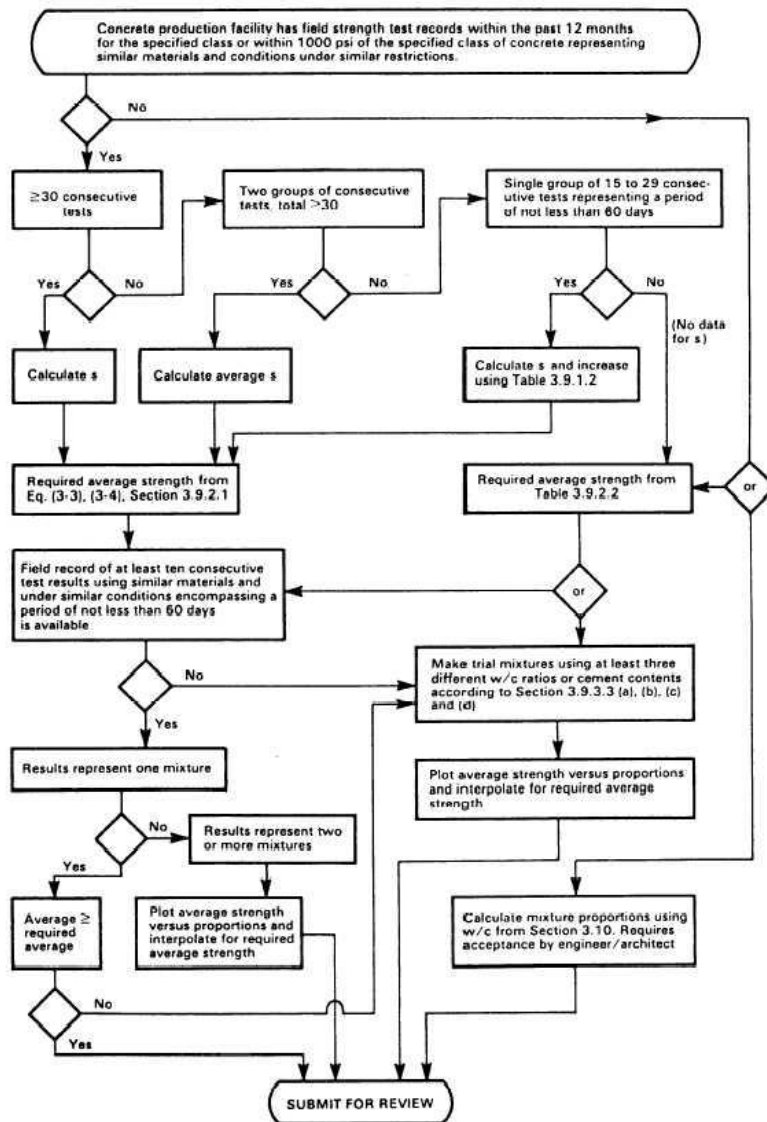 Concrete production facility has field strength test records within the past 12 months
for the specified class or within 1000 psi of the specified class of concrete representing
similar materials and conditions under similar restrictions.
No
Yes
≥30 consecutive
tests
Two groups of consecutive
tests, total ≥30
Single group of 15 to 29 consec-
utive tests representing a period
of not less than 60 days
Yes
No
Yes
No
Yes
No
(No data
for s)
Calculate s
Calculate average s
Calculate s and increase
using Table 3.9.1.2
Required average strength from
Eq. (3-3), (3-4), Section 3.9.2.1
Required average strength from
Table 3.9.2.2
or
Field record of at least ten consecutive
test results using similar materials and
under similar conditions encompassing a
period of not less than 60 days
is available
or
No
Yes
Make trial mixtures using at least three
different w/c ratios or cement contents
according to Section 3.9.3.3 (a), (b), (c)
and (d)
Results represent one mixture
Plot average strength versus proportions
and interpolate for required average
strength
No
Yes
Results represent two
or more mixtures
Average ≥
required
average
Plot average strength
versus proportions and
interpolate for required
average strength
Calculate mixture proportions using
w/c from Section 3.10. Requires
acceptance by engineer/architect
No
Yes
SUBMIT FOR REVIEW